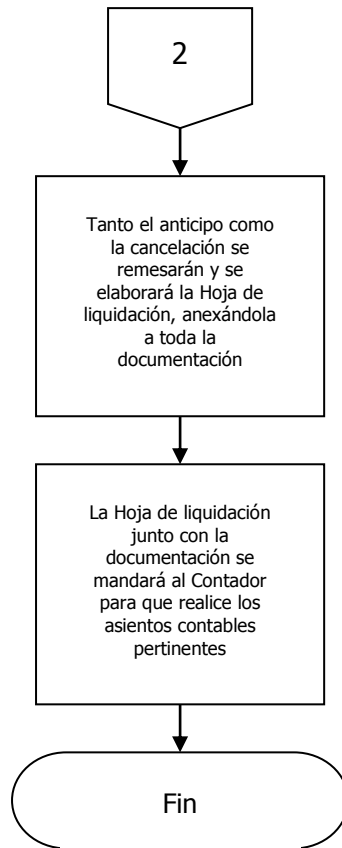 2
Tanto el anticipo como
la cancelación se
remesarán y se
elaborará la Hoja de
liquidación, anexándola
a toda la
documentación
La Hoja de liquidación
junto con la
documentación se
mandará al Contador
para que realice los
asientos contables
pertinentes
Fin